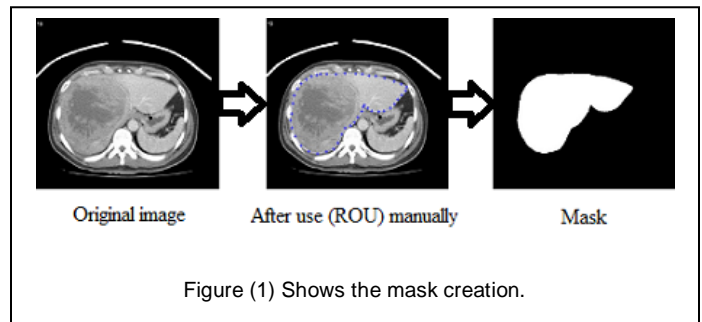 Original image
After use (ROU) manually
Mask
Figure (1) Shows the mask creation.